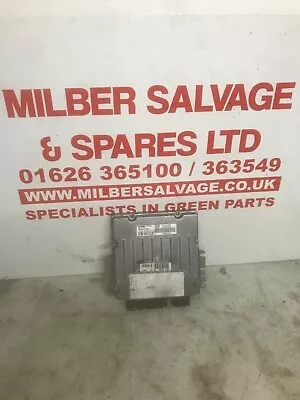 MILBER SALVAGE
& SPARES LTD
01626 365100 / 363549
WWW.MILBERSALVAGE.CO.UK
SPECIALISTS IN GREEN PARTS